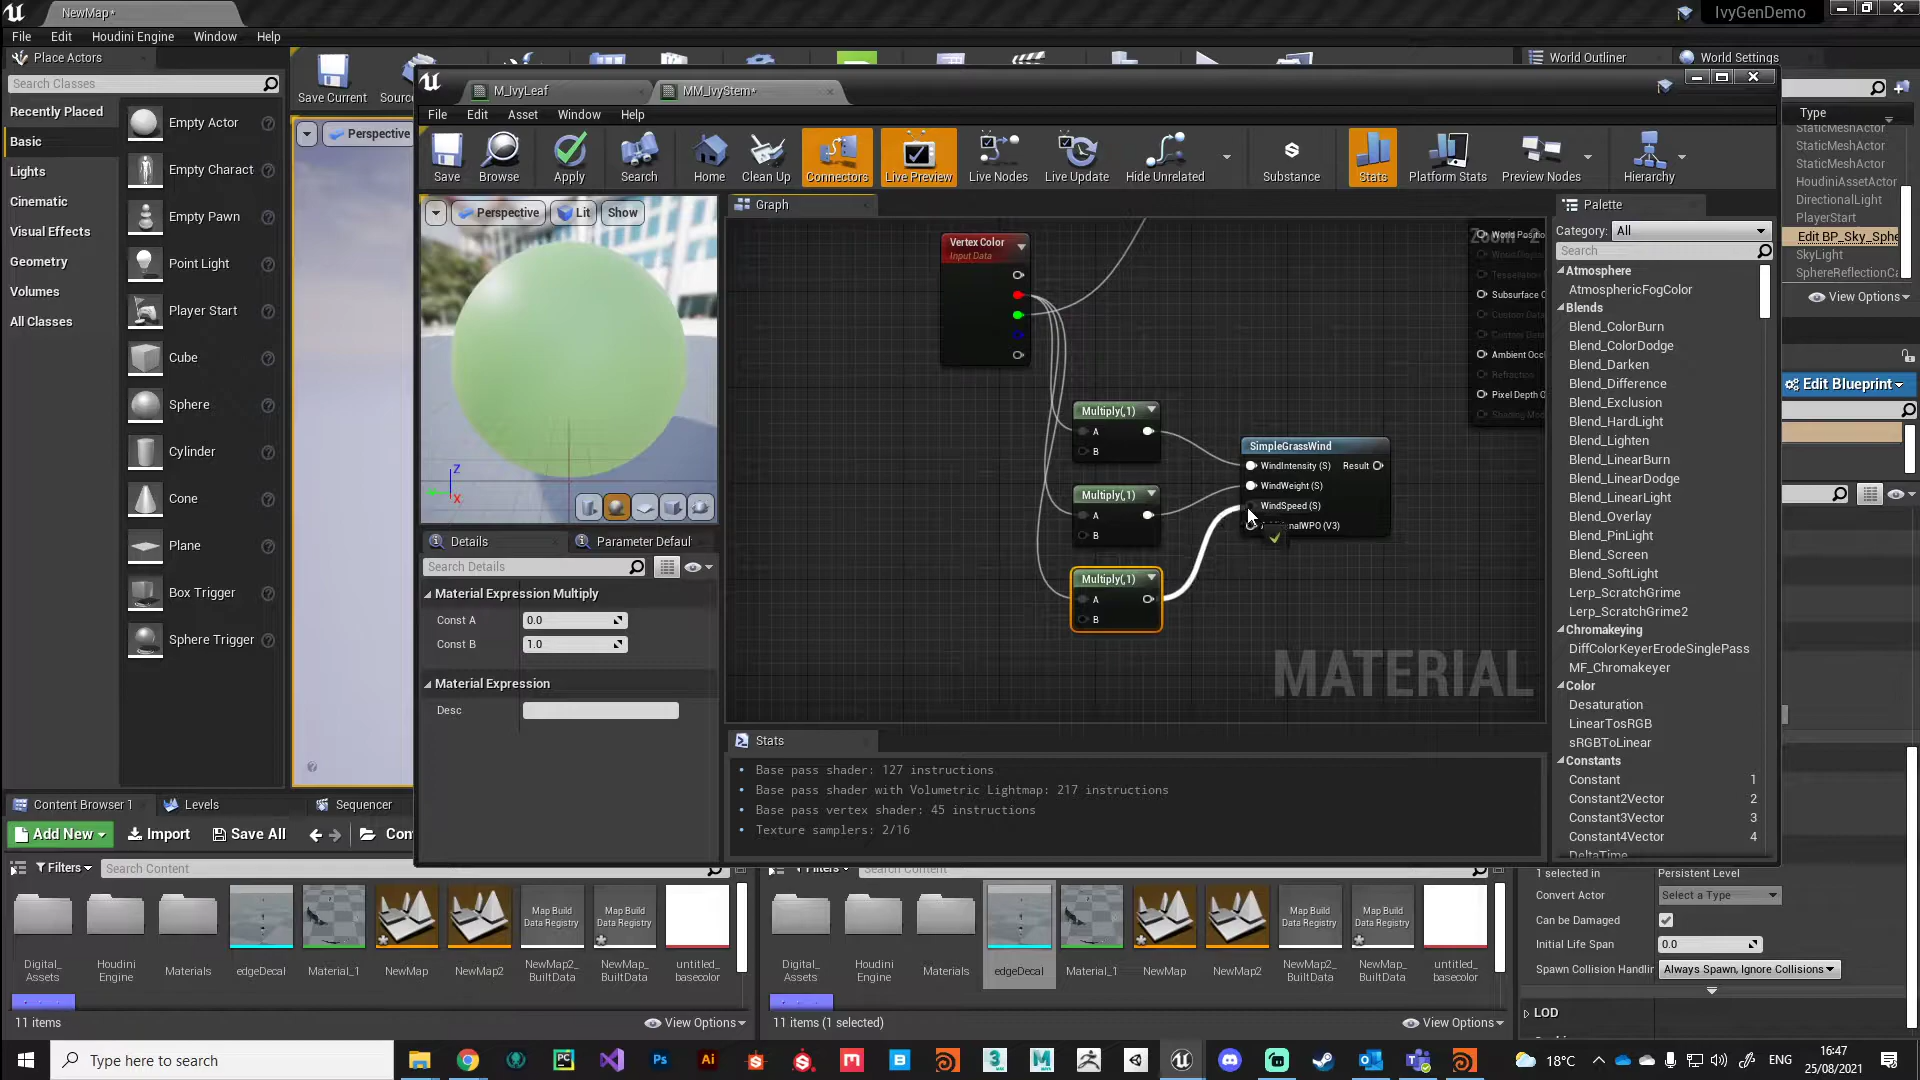 NewMap*
IvyGenDemo
File Edit Houdini Engine Window Help
Place Actors
World Outliner
World Settings
Search Classes
Save Current
Recently Placed
Basic
Lights
Cinematic
Visual Effects
Geometry
Volumes
All Classes
Empty Actor
Empty Charact
Empty Pawn
Point Light
Player Start
Cube
Sphere
Cylinder
Cone
Plane
Box Trigger
Sphere Trigger
Perspective
M_IvyLeaf
MM_IvyStem*
File Edit Asset Window Help
Save
Browse
Apply
Search
Home
Clean Up
Connectors
Live Preview
Live Nodes
Live Update
Hide Unrelated
Substance
Stats
Platform Stats
Preview Nodes
Hierarchy
Perspective
Lit
Show
Z
X
Details
Parameter Defaul
Search Details
Material Expression Multiply
Const A 0.0
Const B 1.0
Material Expression
Desc
Graph
Vertex Color
Input Data
Multiply(,1)
A
B
Multiply(,1)
A
B
Multiply(,1)
A
B
SimpleGrassWind
WindIntensity (S) Result
WindWeight (S)
WindSpeed (S)
Subsurface C
Ambient Occl
Refraction
Pixel Depth O
MATERIAL
Stats
Base pass shader: 127 instructions
Base pass shader with Volumetric Lightmap: 217 instructions
Base pass vertex shader: 45 instructions
Texture samplers: 2/16
Palette
Category: All
Search
Atmosphere
AtmosphericFogColor
Blends
Blend_ColorBurn
Blend_ColorDodge
Blend_Darken
Blend_Difference
Blend_Exclusion
Blend_HardLight
Blend_Lighten
Blend_LinearBurn
Blend_LinearDodge
Blend_LinearLight
Blend_Overlay
Blend_PinLight
Blend_Screen
Blend_SoftLight
Lerp_ScratchGrime
Lerp_ScratchGrime2
Chromakeying
DiffColorKeyerErodeSinglePass
MF_Chromakeyer
Color
Desaturation
LinearTosRGB
sRGBToLinear
Constants
Constant 1
Constant2Vector 2
Constant3Vector 3
Constant4Vector 4
DeltaTime
Type
StaticMeshActor
StaticMeshActor
StaticMeshActor
HoudiniAssetActor
DirectionalLight
PlayerStart
Edit BP_Sky_Sphe
SkyLight
SphereReflectionCa
View Options
Edit Blueprint
1 selected in Persistent Level
Convert Actor Select a Type
Can be Damaged
Initial Life Span 0.0
Spawn Collision Handlin Always Spawn, Ignore Collisions
LOD
Content Browser 1
Levels
Sequencer
Add New
Import
Save All
Filters
Search Content
Digital_
Assets
Houdini
Engine
Materials
edgeDecal
Material_1
NewMap
NewMap2
Map Build
Data Registry
NewMap2_
BuiltData
Map Build
Data Registry
NewMap_
BuiltData
untitled_
basecolor
11 items
View Options
Search Content
Digital_
Assets
Houdini
Engine
Materials
edgeDecal
Material_1
NewMap
NewMap2
Map Build
Data Registry
NewMap2_
BuiltData
Map Build
Data Registry
NewMap_
BuiltData
untitled_
basecolor
11 items (1 selected)
View Options
Type here to search
PC
Ps
Ai
18°C
ENG
16:47
25/08/2021